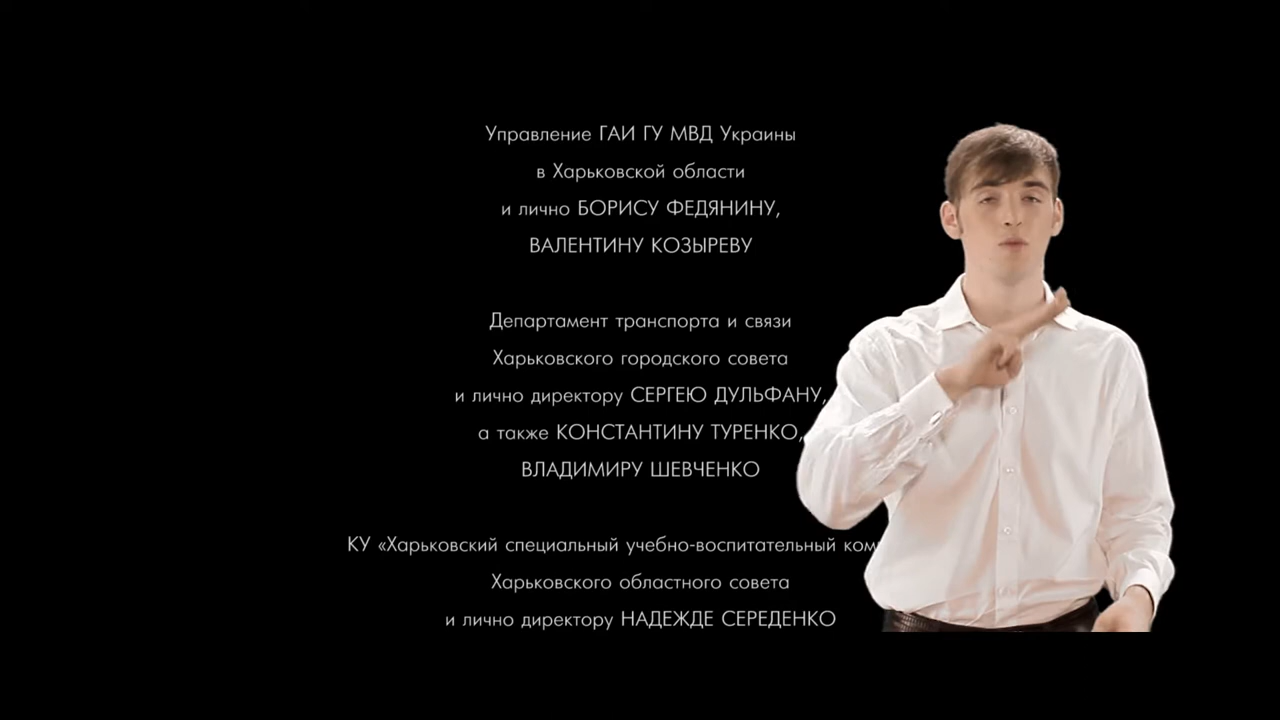 Управление ГАИ ГУ МВД Украины
в Харьковской области
и лично БОРИСУ ФЕДЯНИНУ,
ВАЛЕНТИНУ КОЗЫРЕВУ
Департамент транспорта и связи
Харьковского городского совета
и лично директору СЕРГЕЮ ДУЛЬФАНУ,
а также КОНСТАНТИНУ ТУРЕНКО,
ВЛАДИМИРУ ШЕВЧЕНКО
КУ «Харьковский специальный учебно-воспитательный
Харьковского областного совета
и лично директору НАДЕЖДЕ СЕРЕДЕНКО